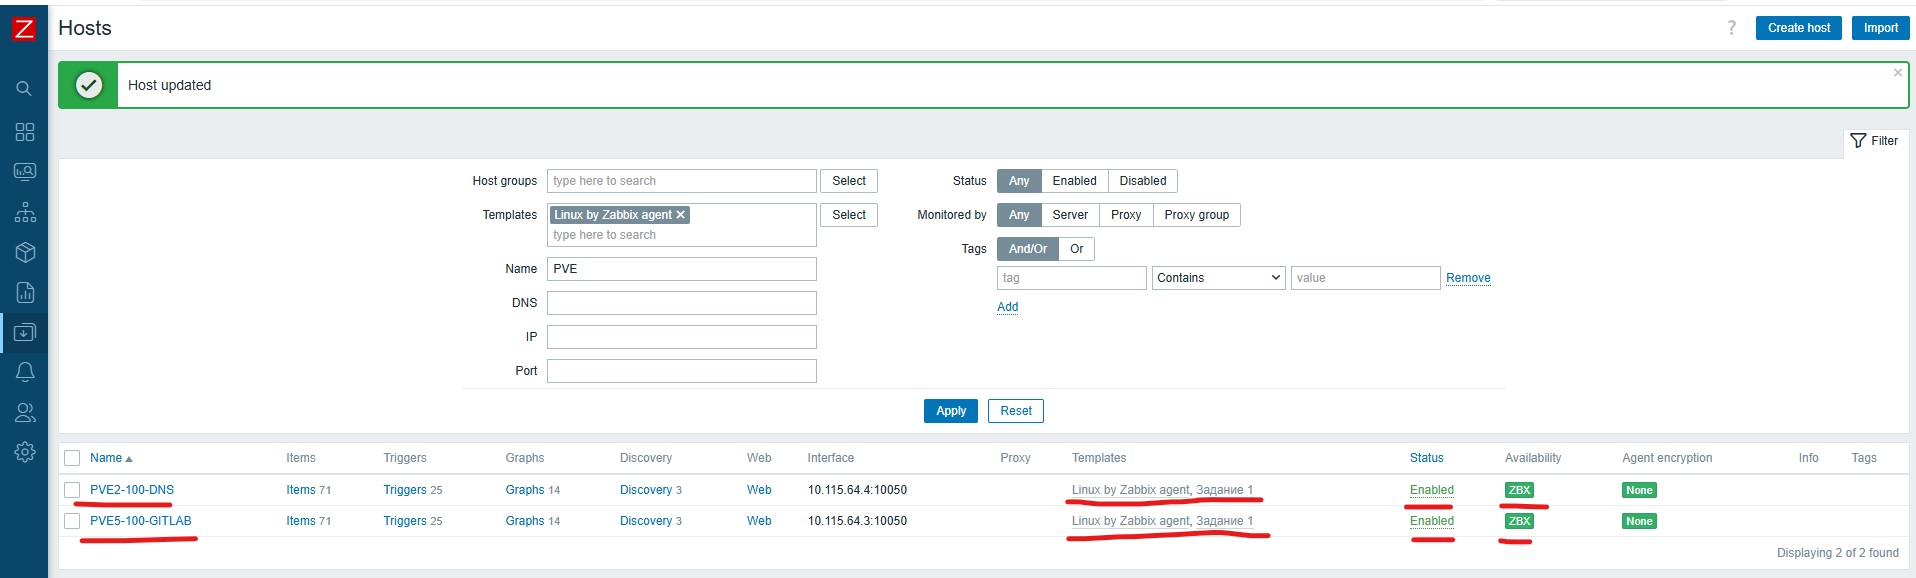 Z
Hosts
? Create host Import
Host updated ×
Filter
Host groups type here to search Select
Status Any Enabled Disabled
Templates Linux by Zabbix agent × Select
type here to search
Monitored by Any Server Proxy Proxy group
Tags And/Or Or
Name PVE
tag Contains value Remove
DNS
Add
IP
Port
Apply Reset
Name Items Triggers Graphs Discovery Web Interface Proxy Templates Status Availability Agent encryption Info Tags
PVE2-100-DNS Items 71 Triggers 25 Graphs 14 Discovery 3 Web 10.115.64.4:10050 Linux by Zabbix agent, Задание 1 Enabled ZBX None
PVE5-100-GITLAB Items 71 Triggers 25 Graphs 14 Discovery 3 Web 10.115.64.3:10050 Linux by Zabbix agent, Задание 1 Enabled ZBX None
Displaying 2 of 2 found